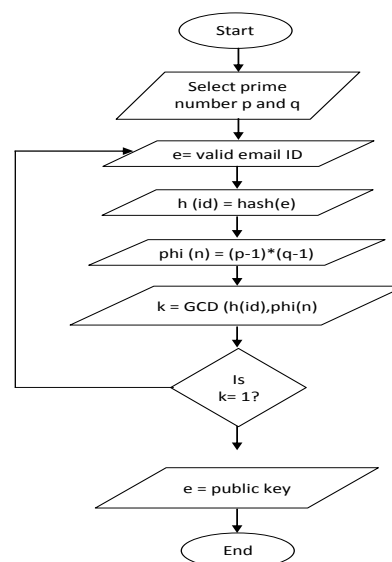 Start
Select prime
number p and q
e= valid email ID
h (id) = hash(e)
phi (n) = (p-1)*(q-1)
k = GCD (h(id),phi(n)
Is
k= 1?
e = public key
End